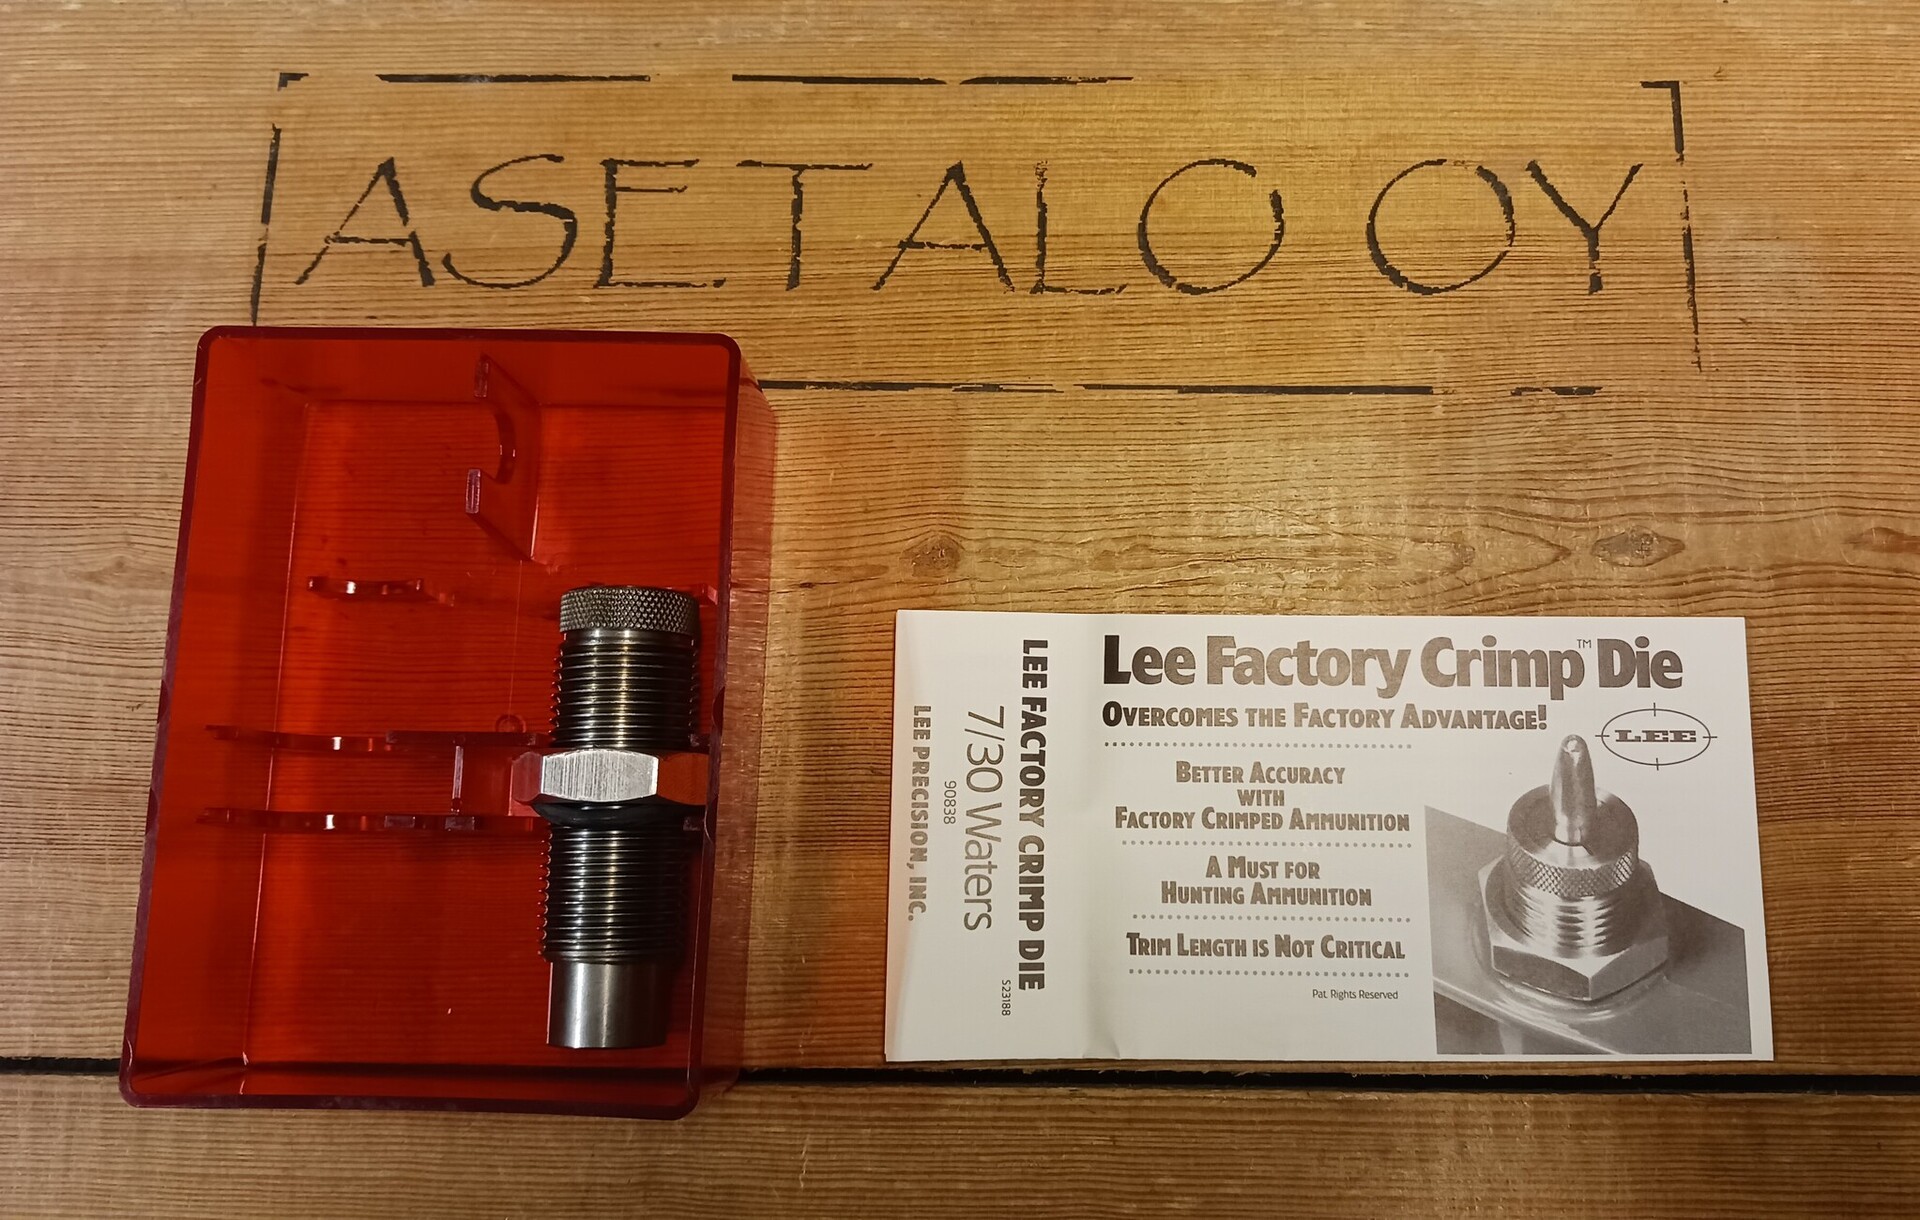 ASETALO OY
LEE FACTORY CRIMP DIE
7/30 Waters
90838
LEE PRECISION, INC.
S23188
Lee Factory Crimp™ Die
OVERCOMES THE FACTORY ADVANTAGE!
LEE
BETTER ACCURACY
WITH
FACTORY CRIMPED AMMUNITION
A MUST FOR
HUNTING AMMUNITION
TRIM LENGTH IS NOT CRITICAL
Pat. Rights Reserved